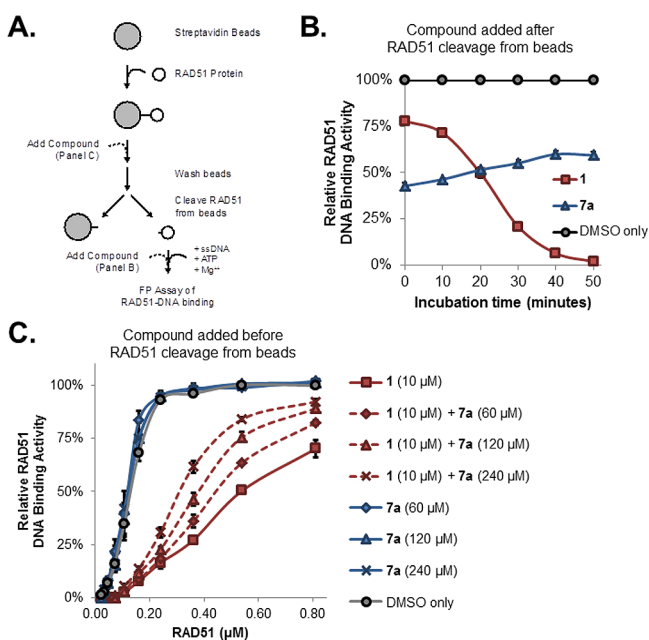 A.
Streptavidin Beads
RAD51 Protein
Add Compound
(Panel C)
Wash beads
Cleave RAD51
from beads
Add Compound
(Panel B)
+ ssDNA
+ ATP
+ Mg⁺⁺
FP Assay of
RAD51-DNA binding
B.
Compound added after
RAD51 cleavage from beads
Relative RAD51
DNA Binding Activity
100%
75%
50%
25%
0%
0 10 20 30 40 50
Incubation time (minutes)
1
7a
DMSO only
C.
Compound added before
RAD51 cleavage from beads
Relative RAD51
DNA Binding Activity
100%
75%
50%
25%
0%
0.00 0.20 0.40 0.60 0.80
RAD51 (µM)
1 (10 µM)
1 (10 µM) + 7a (60 µM)
1 (10 µM) + 7a (120 µM)
1 (10 µM) + 7a (240 µM)
7a (60 µM)
7a (120 µM)
7a (240 µM)
DMSO only